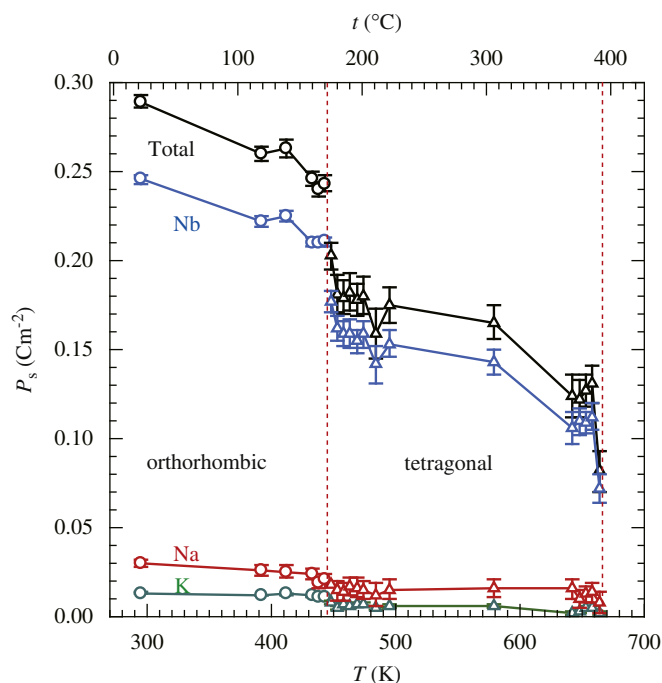 t (°C)
0 100 200 300 400
0.30
Total
0.25
Nb
0.20
P_s (Cm⁻²)
0.15
0.10
orthorhombic tetragonal
0.05
Na
K
0.00
300 400 500 600 700
T (K)